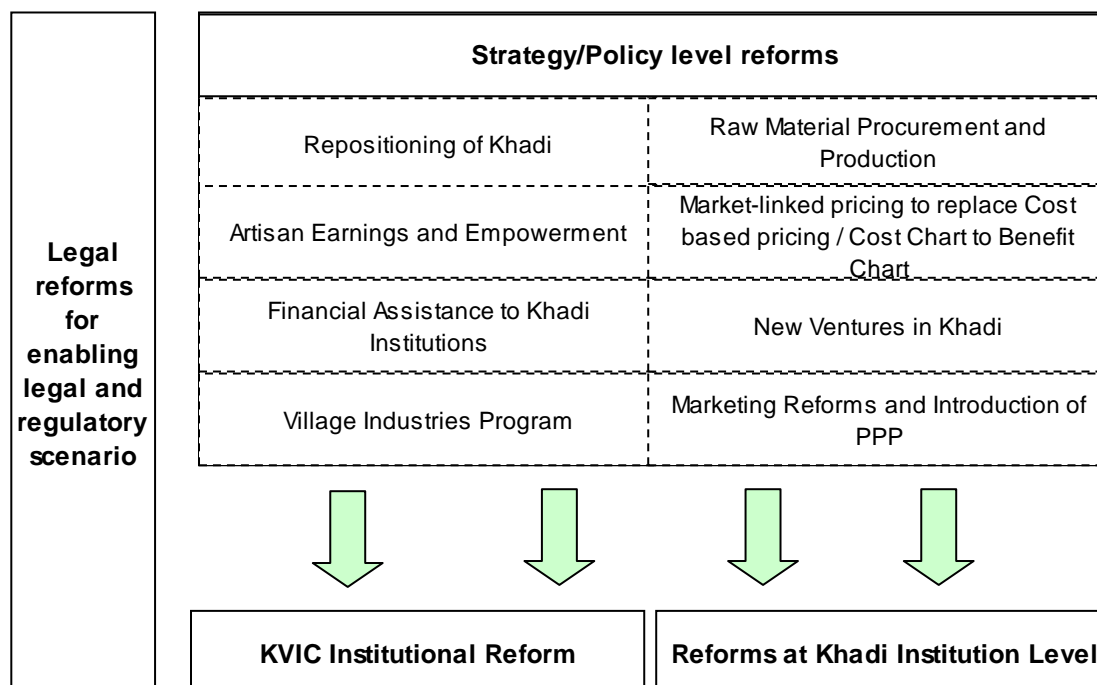 Legal
reforms
for
enabling
legal and
regulatory
scenario
Strategy/Policy level reforms
Repositioning of Khadi
Raw Material Procurement and
Production
Artisan Earnings and Empowerment
Market-linked pricing to replace Cost
based pricing / Cost Chart to Benefit
Chart
Financial Assistance to Khadi
Institutions
New Ventures in Khadi
Village Industries Program
Marketing Reforms and Introduction of
PPP
KVIC Institutional Reform
Reforms at Khadi Institution Level